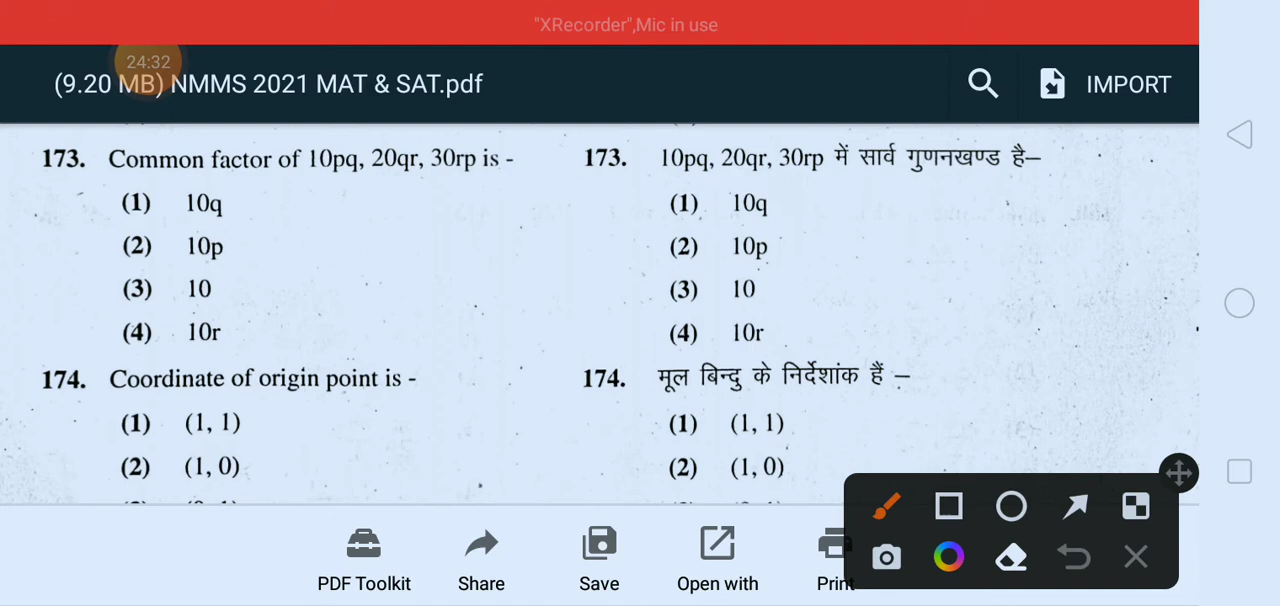 "XRecorder",Mic in use
24:32
(9.20 MB) NMMS 2021 MAT & SAT.pdf
IMPORT
173. Common factor of 10pq, 20qr, 30rp is -
(1) 10q
(2) 10p
(3) 10
(4) 10r
174. Coordinate of origin point is -
(1) (1, 1)
(2) (1, 0)
173. 10pq, 20qr, 30rp में सार्व गुणनखण्ड है–
(1) 10q
(2) 10p
(3) 10
(4) 10r
174. मूल बिन्दु के निर्देशांक हैं –
(1) (1, 1)
(2) (1, 0)
PDF Toolkit
Share
Save
Open with
Print